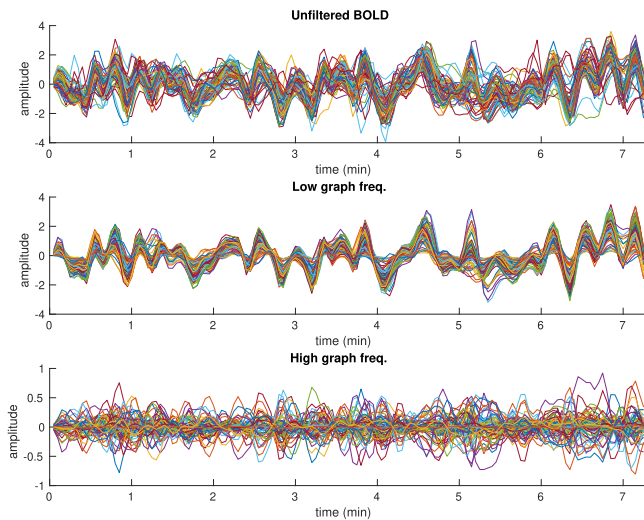 Unfiltered BOLD
4
2
0
-2
-4
amplitude
0 1 2 3 4 5 6 7
time (min)
Low graph freq.
4
2
0
-2
-4
amplitude
0 1 2 3 4 5 6 7
time (min)
High graph freq.
1
0.5
0
-0.5
-1
amplitude
0 1 2 3 4 5 6 7
time (min)